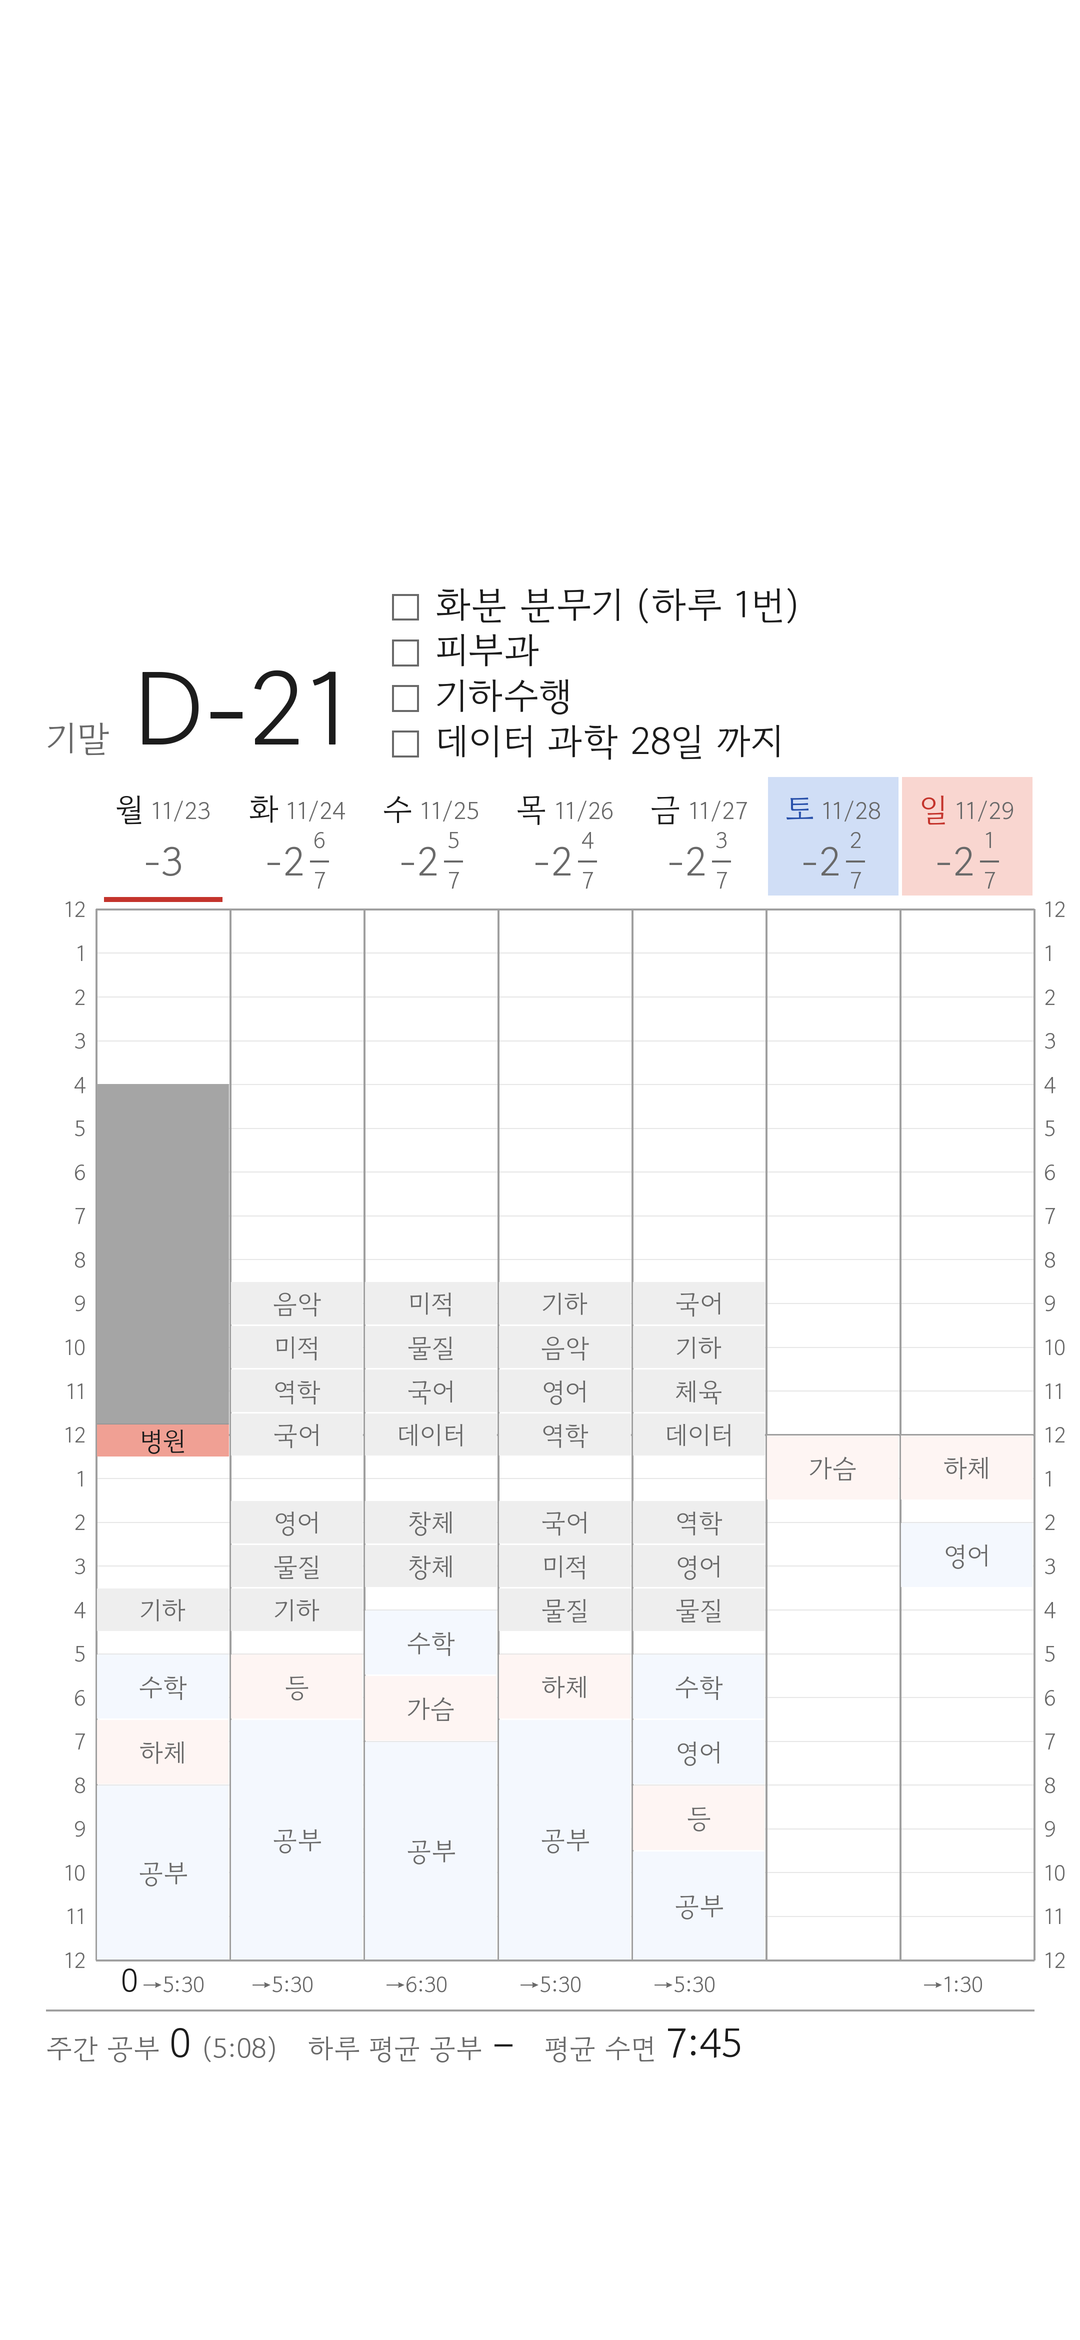 화분 분무기 (하루 1번)
피부과
기하수행
데이터 과학 28일 까지
기말 D-21
월 11/23 화 11/24 수 11/25 목 11/26 금 11/27 토 11/28 일 11/29
-3 -2 6/7 -2 5/7 -2 4/7 -2 3/7 -2 2/7 -2 1/7
12 12
1 1
2 2
3 3
4 4
5 5
6 6
7 7
8 8
9 음악 미적 기하 국어 9
10 미적 물질 음악 기하 10
11 역학 국어 영어 체육 11
12 병원 국어 데이터 역학 데이터 12
가슴 하체
1 1
2 영어 창체 국어 역학 2
3 물질 창체 미적 영어 영어 3
4 기하 기하 물질 물질 4
수학
5 5
6 수학 등 하체 수학 6
가슴
7 하체 영어 7
8 8
9 공부 공부 공부 등 9
10 공부 10
11 공부 11
12 12
0 →5:30 →5:30 →6:30 →5:30 →5:30 →1:30
주간 공부 0 (5:08) 하루 평균 공부 – 평균 수면 7:45